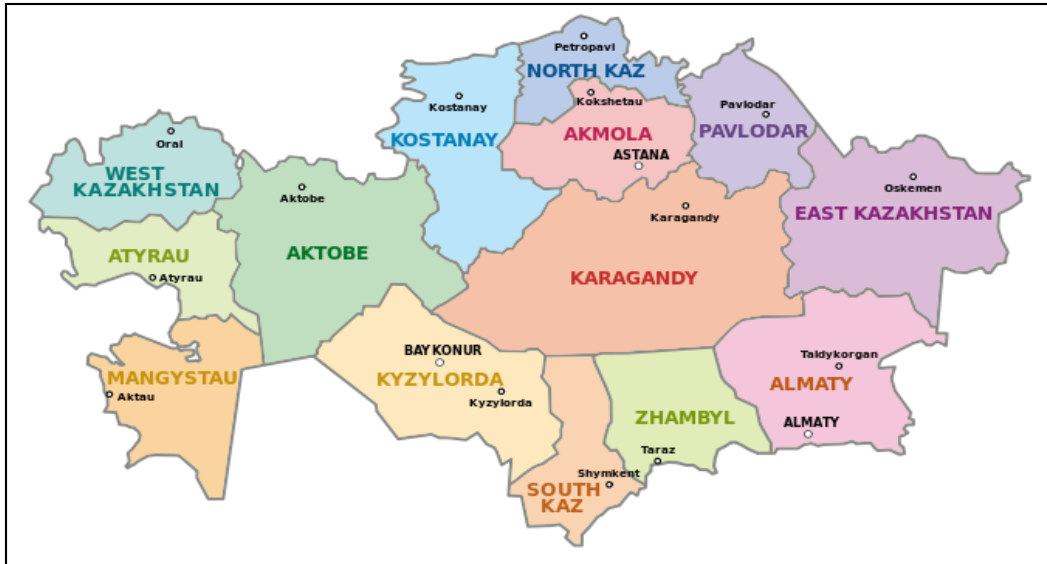 Petropavl
NORTH KAZ
Kostanay
Kokshetau
Pavlodar
KOSTANAY
AKMOLA
PAVLODAR
ASTANA
Oral
WEST
KAZAKHSTAN
Aktobe
Karagandy
Oskemen
EAST KAZAKHSTAN
ATYRAU
Atyrau
AKTOBE
KARAGANDY
MANGYSTAU
Aktau
BAYKONUR
KYZYLORDA
Kyzylorda
Taldykorgan
ALMATY
ALMATY
ZHAMBYL
Taraz
Shymkent
SOUTH
KAZ